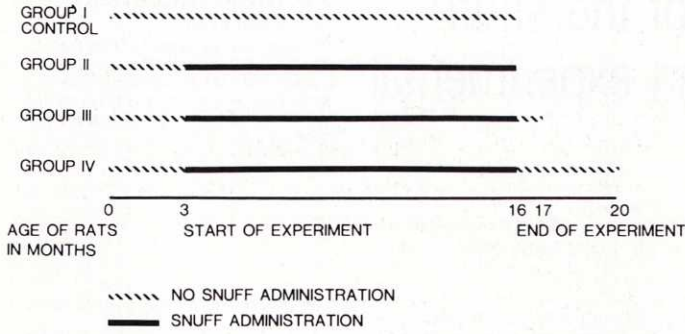 GROUP I
CONTROL
GROUP II
GROUP III
GROUP IV
0 3 16 17 20
AGE OF RATS START OF EXPERIMENT END OF EXPERIMENT
IN MONTHS
NO SNUFF ADMINISTRATION
SNUFF ADMINISTRATION